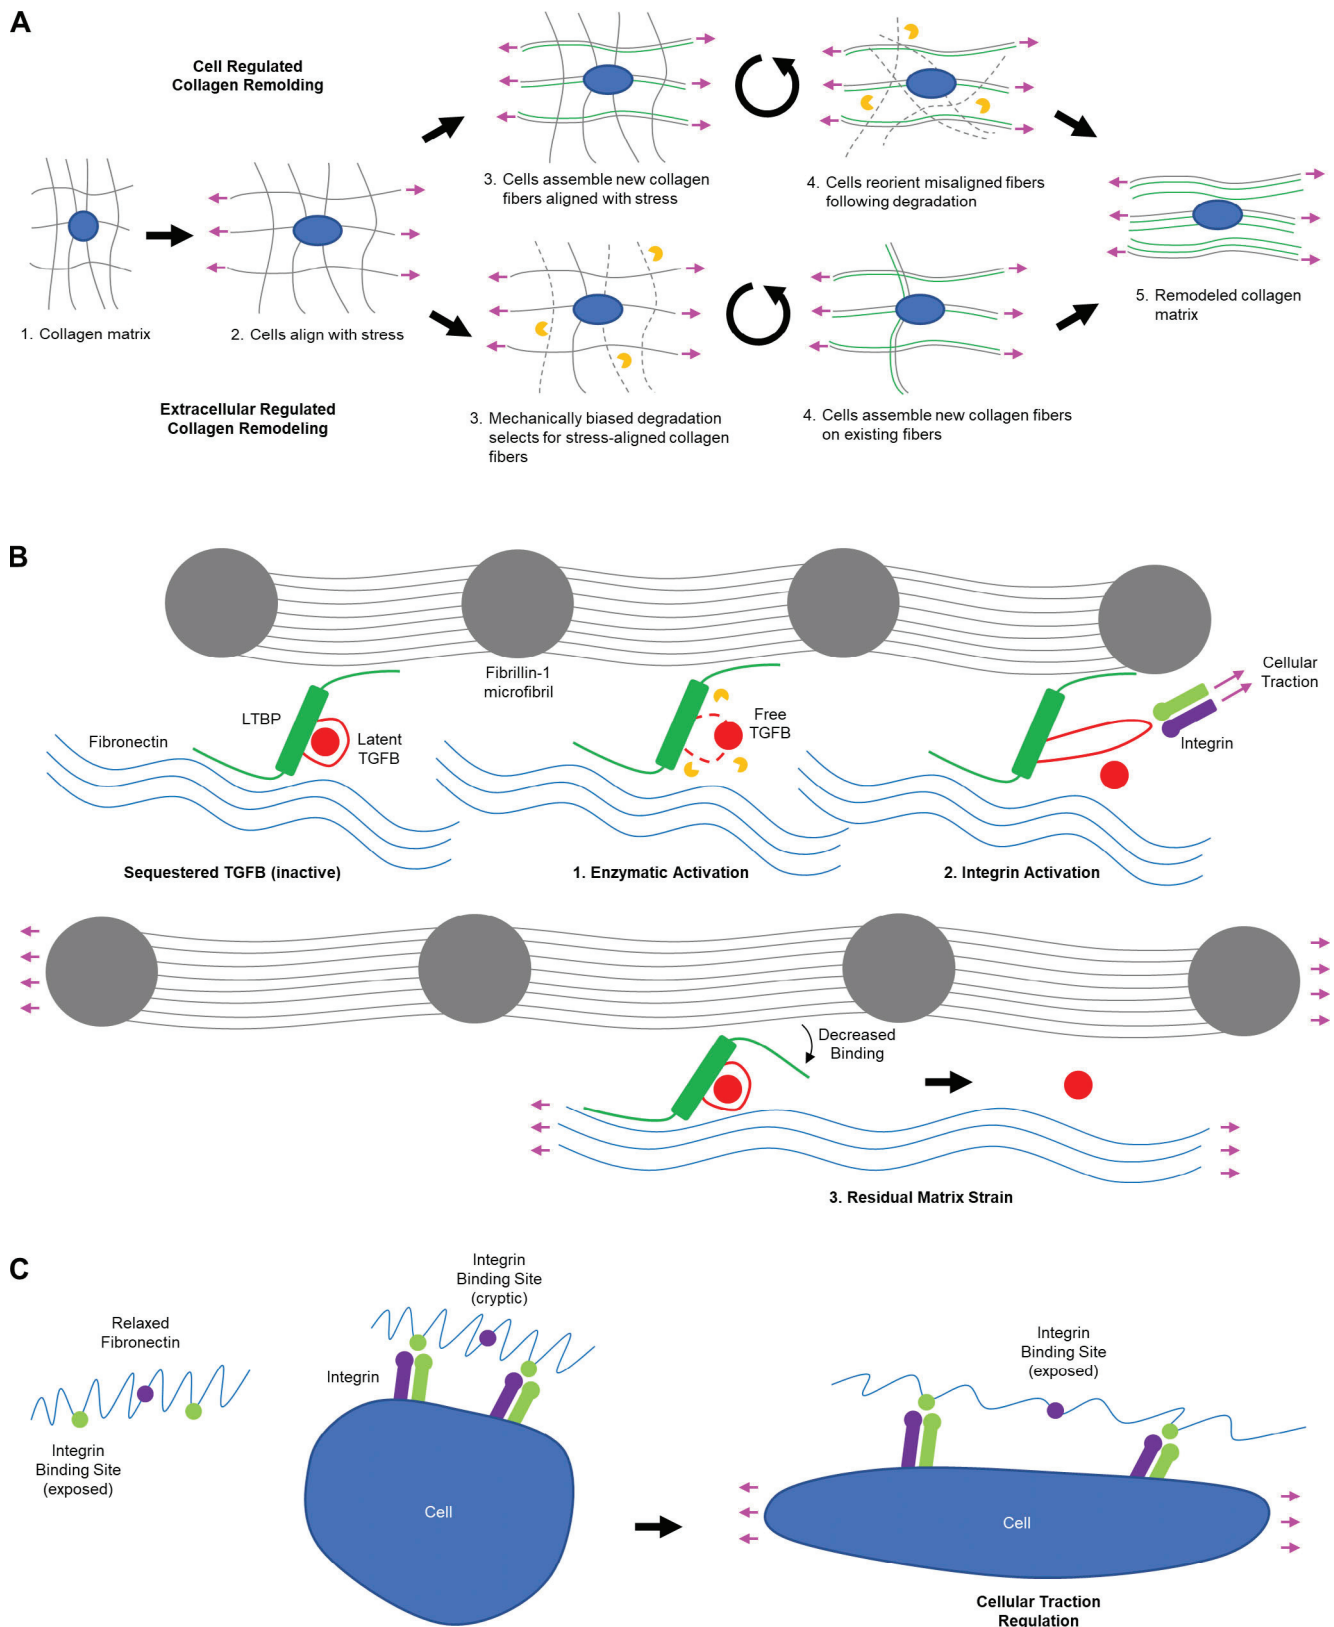 A
Cell Regulated
Collagen Remolding
3. Cells assemble new collagen
fibers aligned with stress
4. Cells reorient misaligned fibers
following degradation
1. Collagen matrix
2. Cells align with stress
5. Remodeled collagen
matrix
Extracellular Regulated
Collagen Remodeling
3. Mechanically biased degradation
selects for stress-aligned collagen
fibers
4. Cells assemble new collagen fibers
on existing fibers
B
Fibrillin-1
microfibril
Cellular
Traction
LTBP
Fibronectin
Latent
TGFB
Free
TGFB
Integrin
Sequestered TGFB (inactive)
1. Enzymatic Activation
2. Integrin Activation
Decreased
Binding
3. Residual Matrix Strain
C
Integrin
Binding Site
(cryptic)
Relaxed
Fibronectin
Integrin
Integrin
Binding Site
(exposed)
Integrin
Binding Site
(exposed)
Cell
Cell
Cellular Traction
Regulation